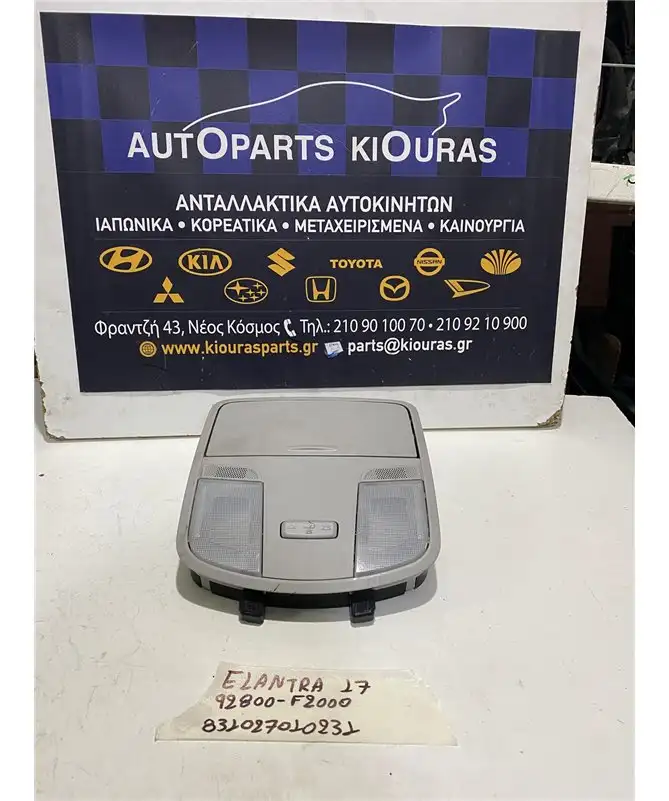 AUTOPARTS KIOURAS
ΑΝΤΑΛΛΑΚΤΙΚΑ ΑΥΤΟΚΙΝΗΤΩΝ
ΙΑΠΩΝΙΚΑ • ΚΟΡΕΑΤΙΚΑ • ΜΕΤΑΧΕΙΡΙΣΜΕΝΑ • ΚΑΙΝΟΥΡΓΙΑ
KIA TOYOTA NISSAN
Φραντζή 43, Νέος Κόσμος Τηλ.: 210 90 100 70 • 210 92 10 900
www.kiourasparts.gr parts@kiouras.gr
ELANTRA 17
92800-F2000
831027010231